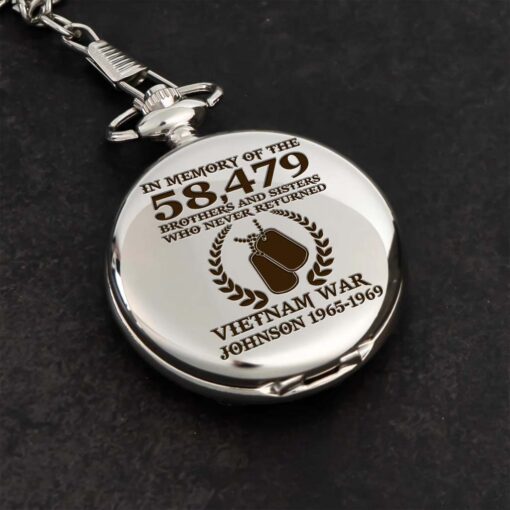 IN MEMORY OF THE
58,479
BROTHERS AND SISTERS
WHO NEVER RETURNED
VIETNAM WAR
JOHNSON 1965-1969